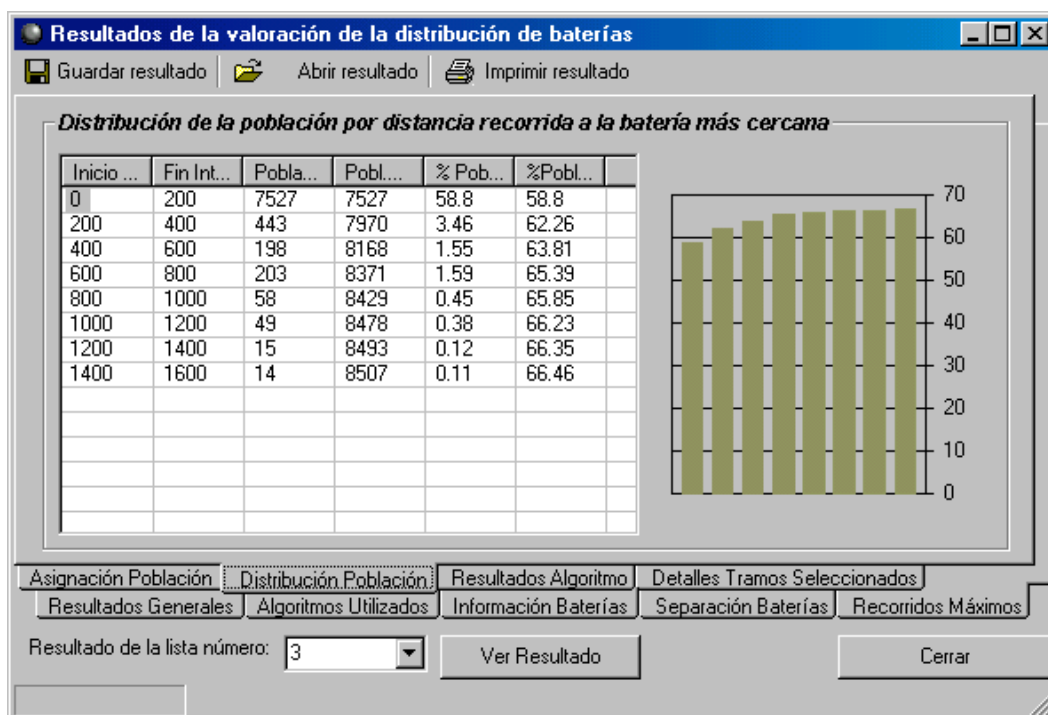 Resultados de la valoración de la distribución de baterías
Guardar resultado Abrir resultado Imprimir resultado
Distribución de la población por distancia recorrida a la batería más cercana
Inicio ... Fin Int... Pobla... Pobl.... % Pob... %Pobl...
0 200 7527 7527 58.8 58.8
200 400 443 7970 3.46 62.26
400 600 198 8168 1.55 63.81
600 800 203 8371 1.59 65.39
800 1000 58 8429 0.45 65.85
1000 1200 49 8478 0.38 66.23
1200 1400 15 8493 0.12 66.35
1400 1600 14 8507 0.11 66.46
70
60
50
40
30
20
10
0
Asignación Población Distribución Población Resultados Algoritmo Detalles Tramos Seleccionados
Resultados Generales Algoritmos Utilizados Información Baterías Separación Baterías Recorridos Máximos
Resultado de la lista número: 3 Ver Resultado Cerrar